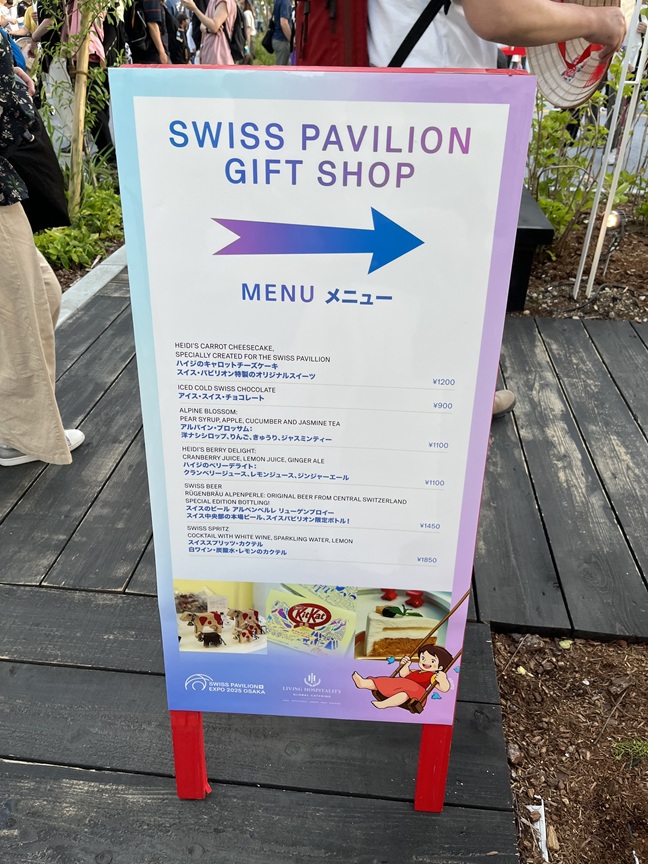 SWISS PAVILION
GIFT SHOP
MENU メニュー
HEIDI'S CARROT CHEESECAKE,
SPECIALLY CREATED FOR THE SWISS PAVILLION
ハイジのキャロットチーズケーキ
スイス・パビリオン特製のオリジナルスイーツ
¥1200
ICED COLD SWISS CHOCOLATE
アイス・スイス・チョコレート
¥900
ALPINE BLOSSOM:
PEAR SYRUP, APPLE, CUCUMBER AND JASMINE TEA
アルパイン・ブロッサム:
洋ナシシロップ、りんご、きゅうり、ジャスミンティー
¥1100
HEIDI'S BERRY DELIGHT:
CRANBERRY JUICE, LEMON JUICE, GINGER ALE
ハイジのベリーデライト:
クランベリージュース、レモンジュース、ジンジャーエール
¥1100
SWISS BEER
RÜGENBRÄU ALPENPERLE: ORIGINAL BEER FROM CENTRAL SWITZERLAND
SPECIAL EDITION BOTTLING!
スイスのビール アルペンペルレ リューゲンブロイー
スイス中央部の本場ビール、スイスパビリオン限定ボトル!
¥1450
SWISS SPRITZ
COCKTAIL WITH WHITE WINE, SPARKLING WATER, LEMON
スイススプリッツ・カクテル
白ワイン・炭酸水・レモンのカクテル
¥1850
KitKat
SWISS PAVILION
EXPO 2025 OSAKA
LIVING HOSPITALITY
GLOBAL CATERING